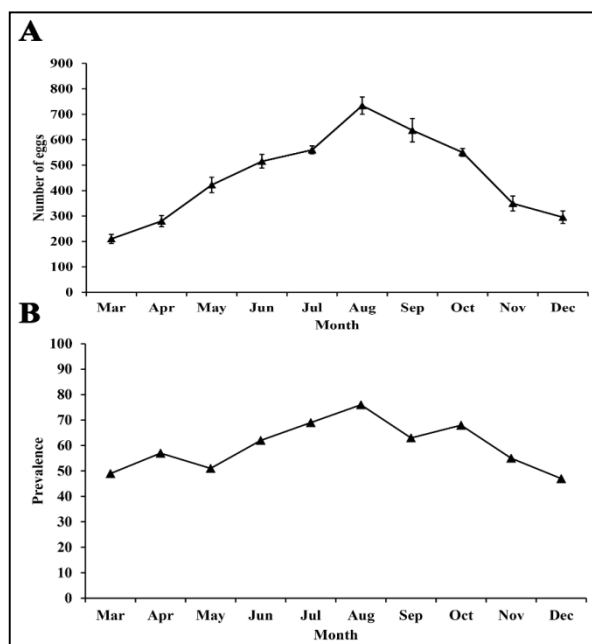 A
900
800
700
600
500
400
300
200
100
0
Number of eggs
Mar Apr May Jun Jul Aug Sep Oct Nov Dec
Month
B
100
90
80
70
60
50
40
30
20
10
0
Prevalence
Mar Apr May Jun Jul Aug Sep Oct Nov Dec
Month